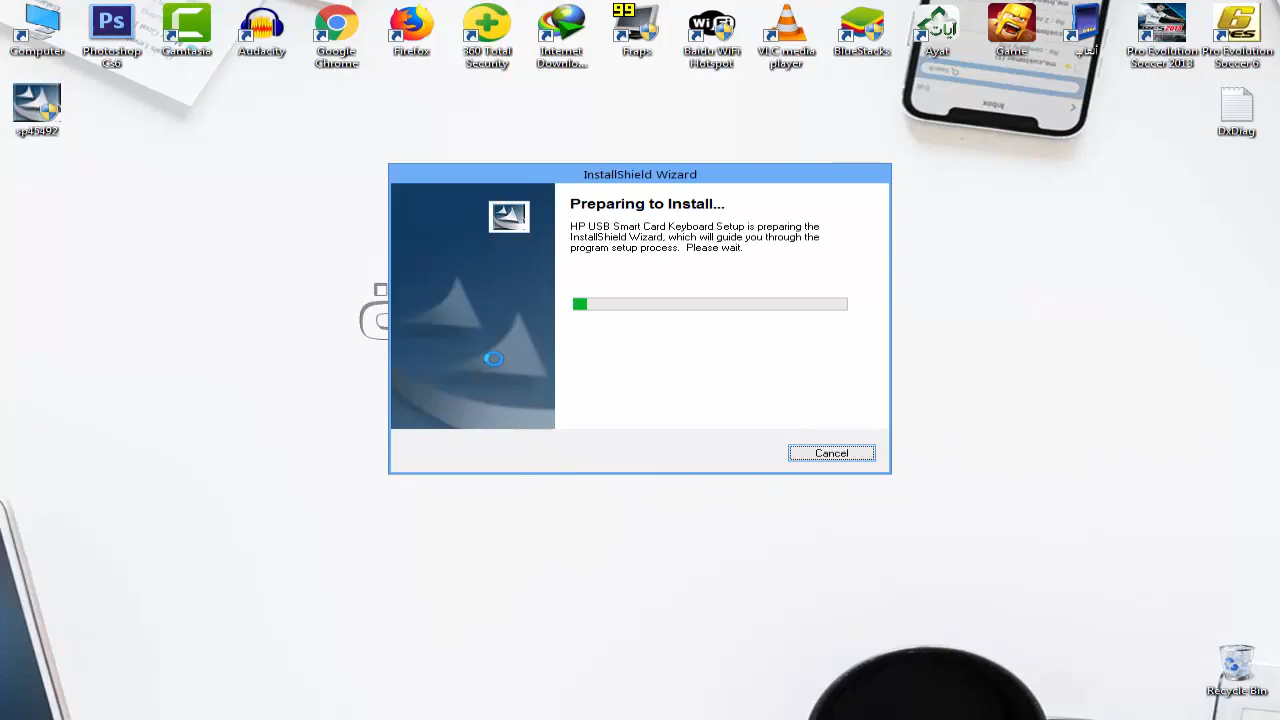 99
Computer
Photoshop CS6
Camtasia
Audacity
Google Chrome
Firefox
360 Total Security
Internet Downlo...
Fraps
Baidu WiFi Hotspot
VLC media player
BlueStacks
Ayat
Game
ألعاب
Pro Evolution Soccer 2013
Pro Evolution Soccer 6
sp45492
DxDiag
InstallShield Wizard
Preparing to Install...
HP USB Smart Card Keyboard Setup is preparing the
InstallShield Wizard, which will guide you through the
program setup process. Please wait.
Cancel
Inbox
Recycle Bin